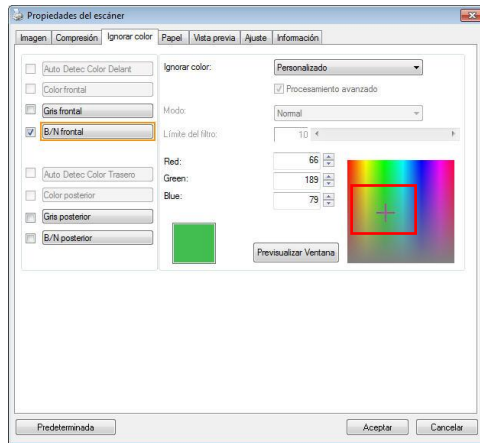 Propiedades del escáner
Imagen Compresión Ignorar color Papel Vista previa Ajuste Información
Auto Detec Color Delant
Color frontal
Gris frontal
B/N frontal
Auto Detec Color Trasero
Color posterior
Gris posterior
B/N posterior
Ignorar color: Personalizado
Procesamiento avanzado
Modo: Normal
Límite del filtro: 10
Red: 66
Green: 189
Blue: 79
Previsualizar Ventana
Predeterminada Aceptar Cancelar